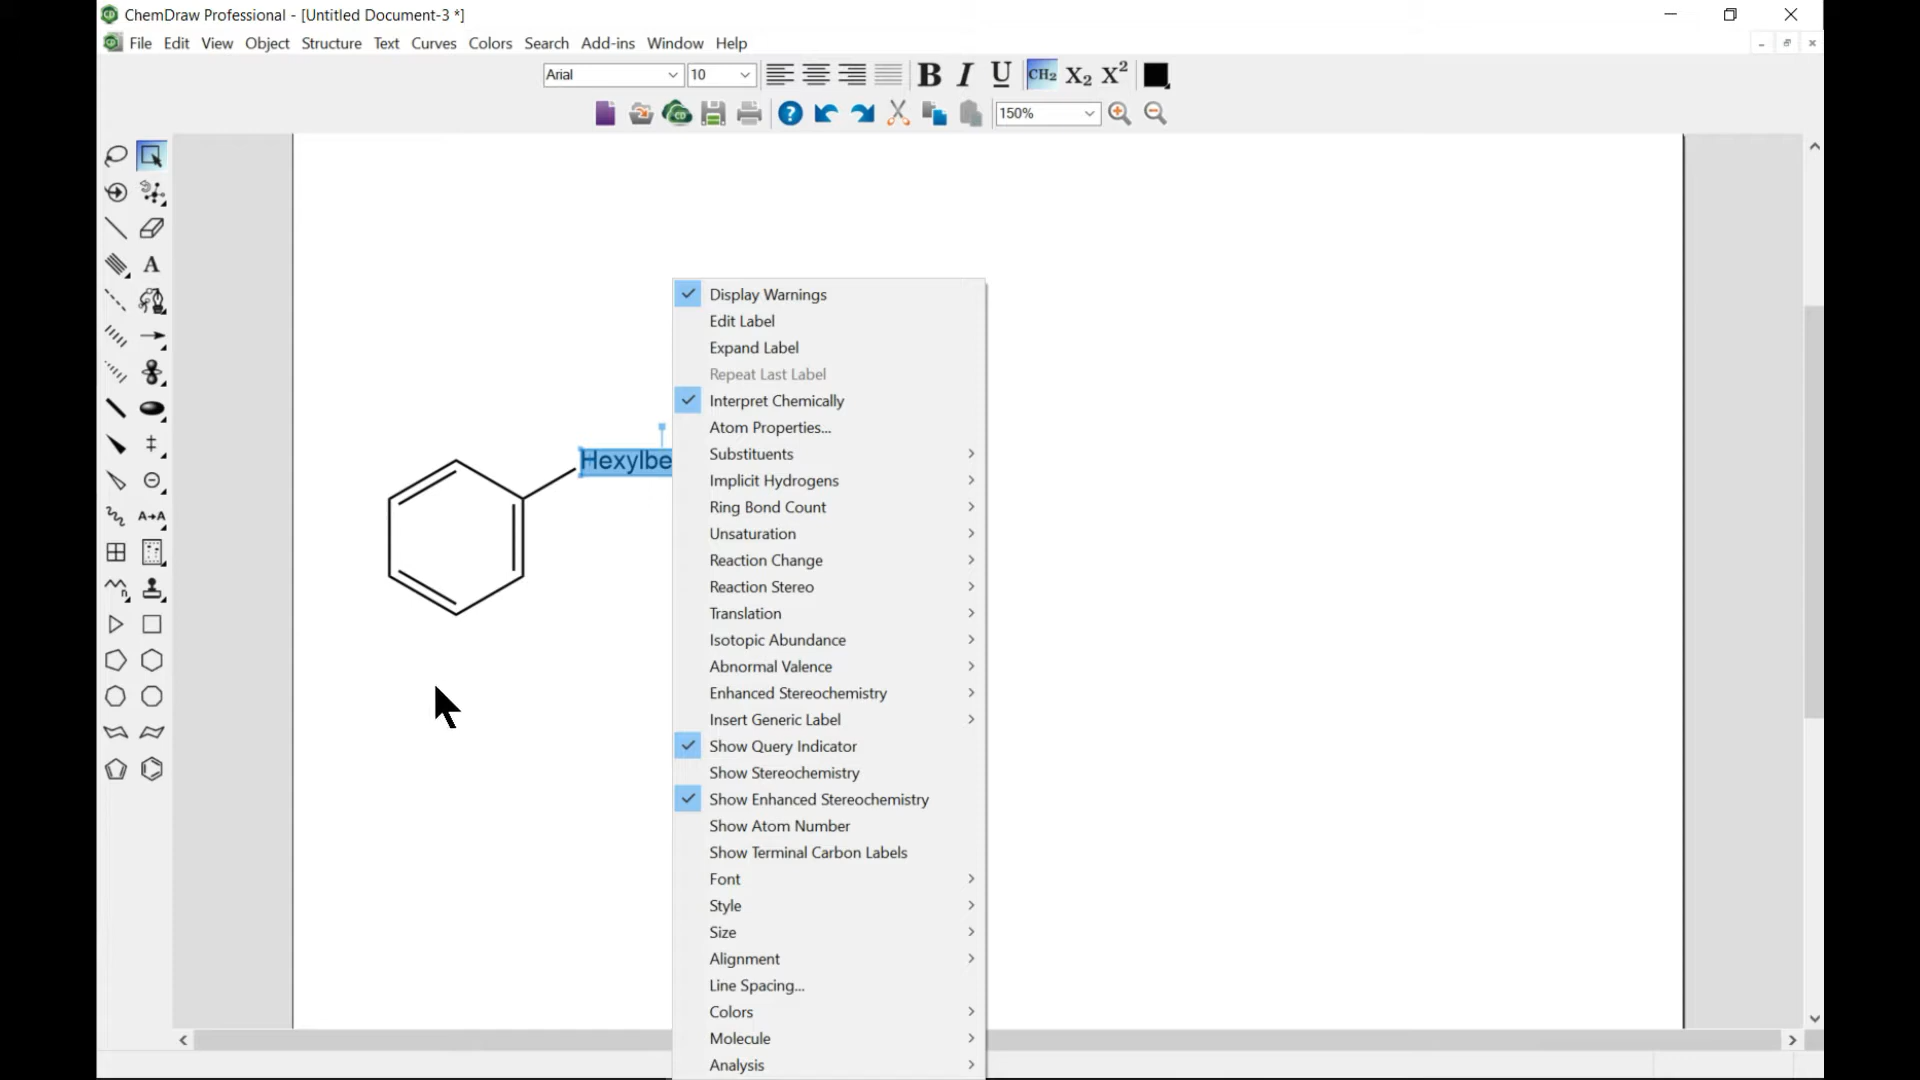 ChemDraw Professional - [Untitled Document-3 *]
File Edit View Object Structure Text Curves Colors Search Add-ins Window Help
Arial 10 B I U CH2 X2 X2
150%
A
A→A
Hexylbe
Display Warnings
Edit Label
Expand Label
Repeat Last Label
Interpret Chemically
Atom Properties...
Substituents
Implicit Hydrogens
Ring Bond Count
Unsaturation
Reaction Change
Reaction Stereo
Translation
Isotopic Abundance
Abnormal Valence
Enhanced Stereochemistry
Insert Generic Label
Show Query Indicator
Show Stereochemistry
Show Enhanced Stereochemistry
Show Atom Number
Show Terminal Carbon Labels
Font
Style
Size
Alignment
Line Spacing...
Colors
Molecule
Analysis